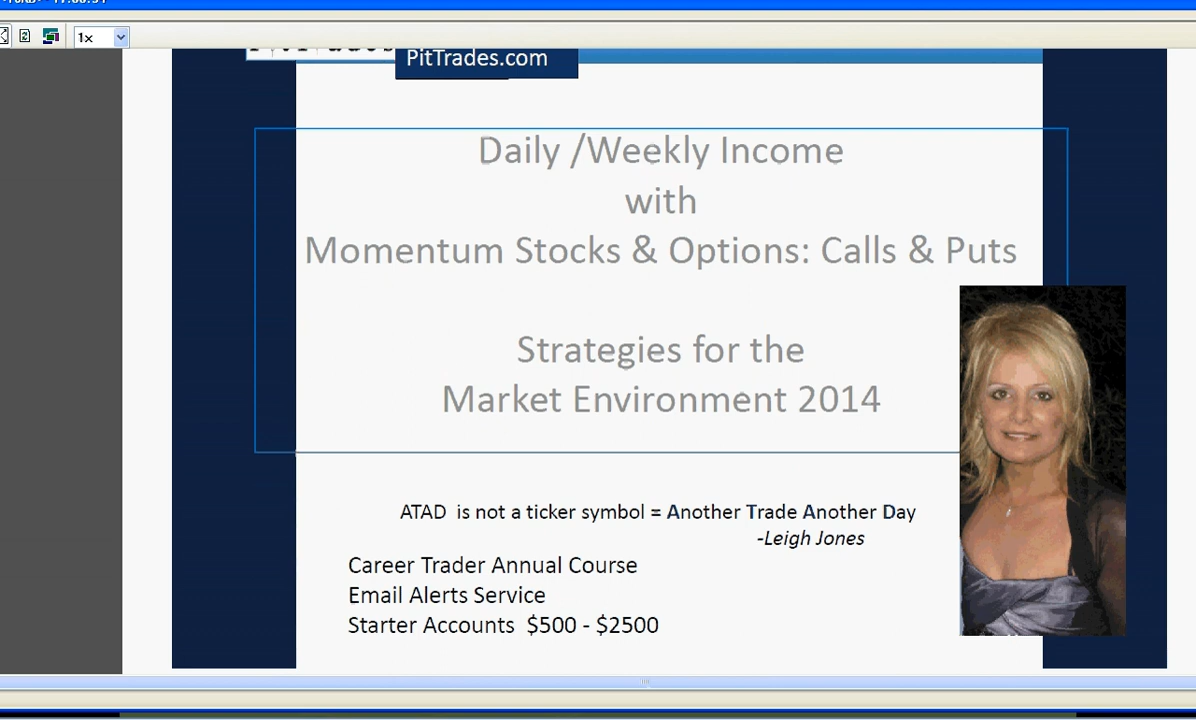 1x
PitTrades.com
Daily /Weekly Income
with
Momentum Stocks & Options: Calls & Puts
Strategies for the
Market Environment 2014
ATAD is not a ticker symbol = Another Trade Another Day
-Leigh Jones
Career Trader Annual Course
Email Alerts Service
Starter Accounts $500 - $2500